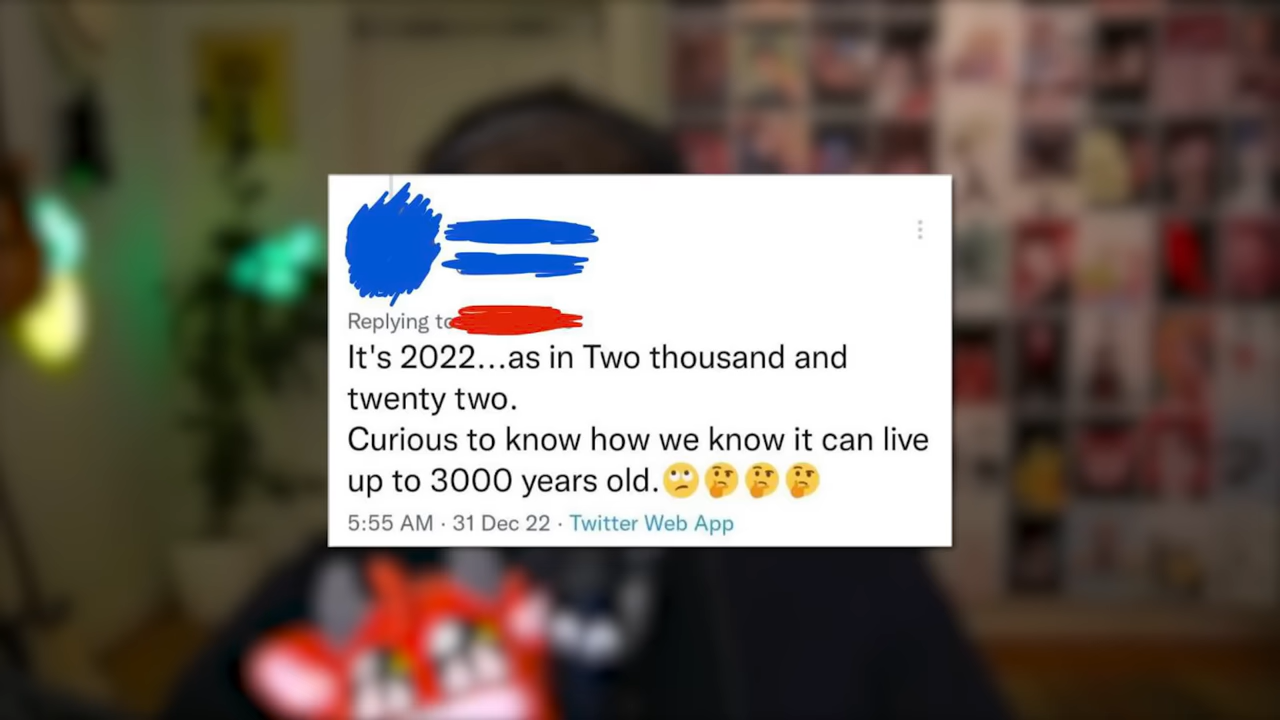 Replying to
It's 2022...as in Two thousand and
twenty two.
Curious to know how we know it can live
up to 3000 years old.🙄🤔🤔🤔
5:55 AM · 31 Dec 22 · Twitter Web App